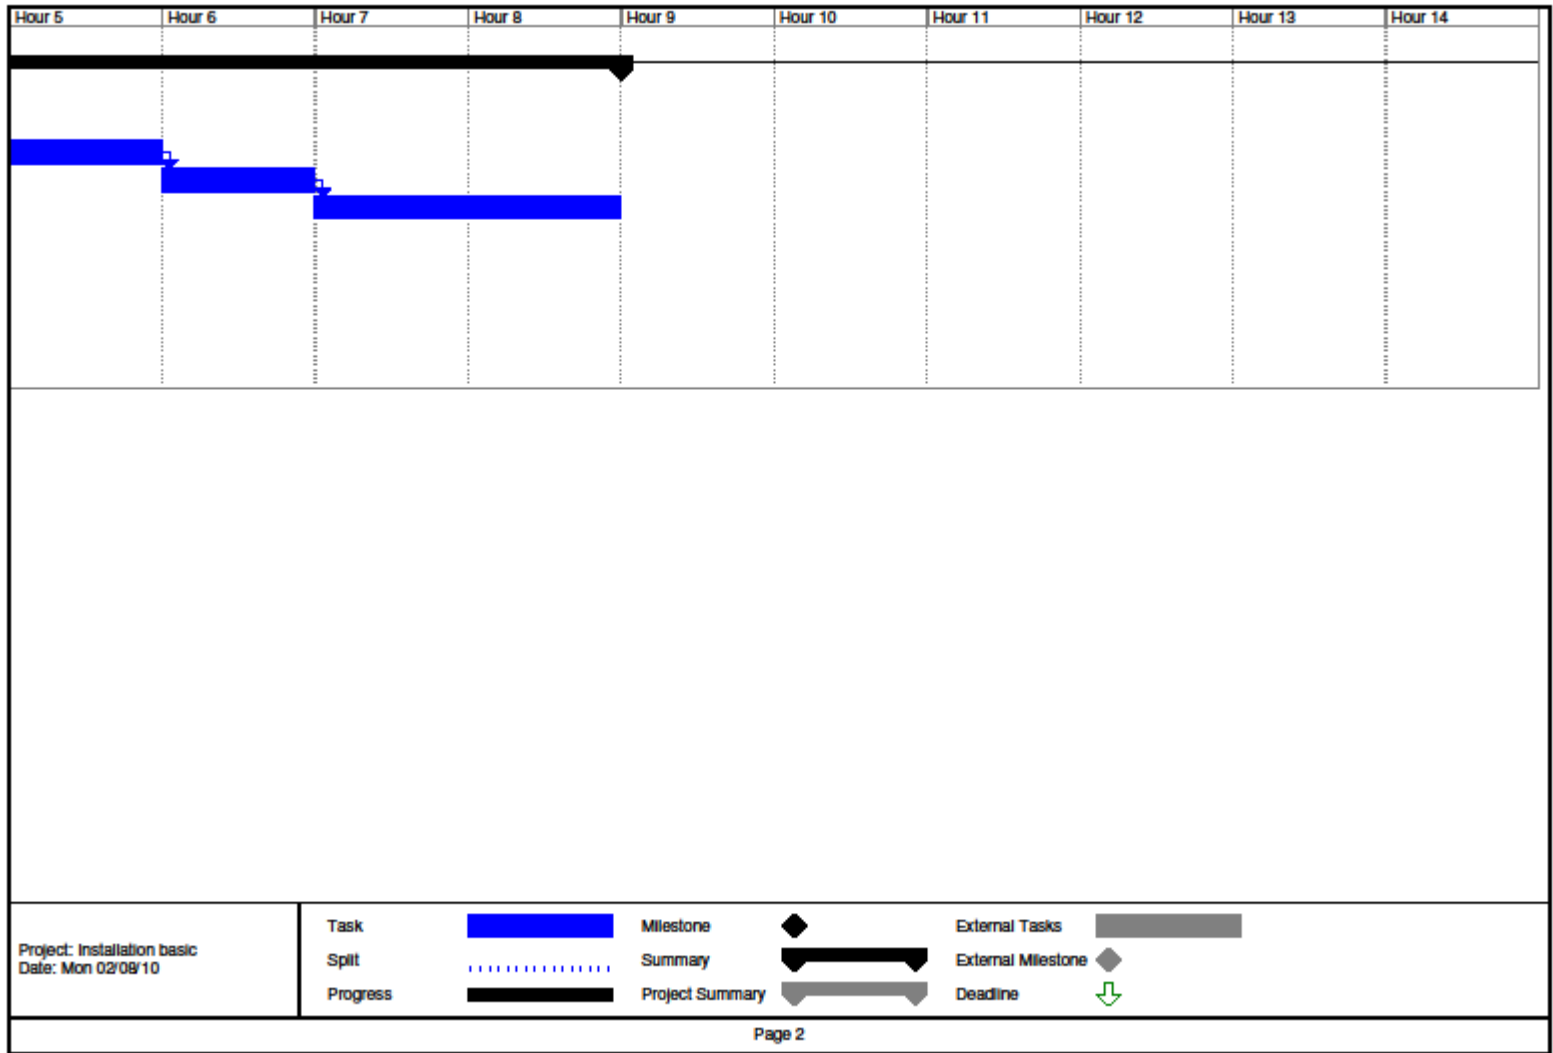 Hour 5 Hour 6 Hour 7 Hour 8 Hour 9 Hour 10 Hour 11 Hour 12 Hour 13 Hour 14
Project: Installation basic
Date: Mon 02/08/10
Task Milestone External Tasks
Split Summary External Milestone
Progress Project Summary Deadline
Page 2